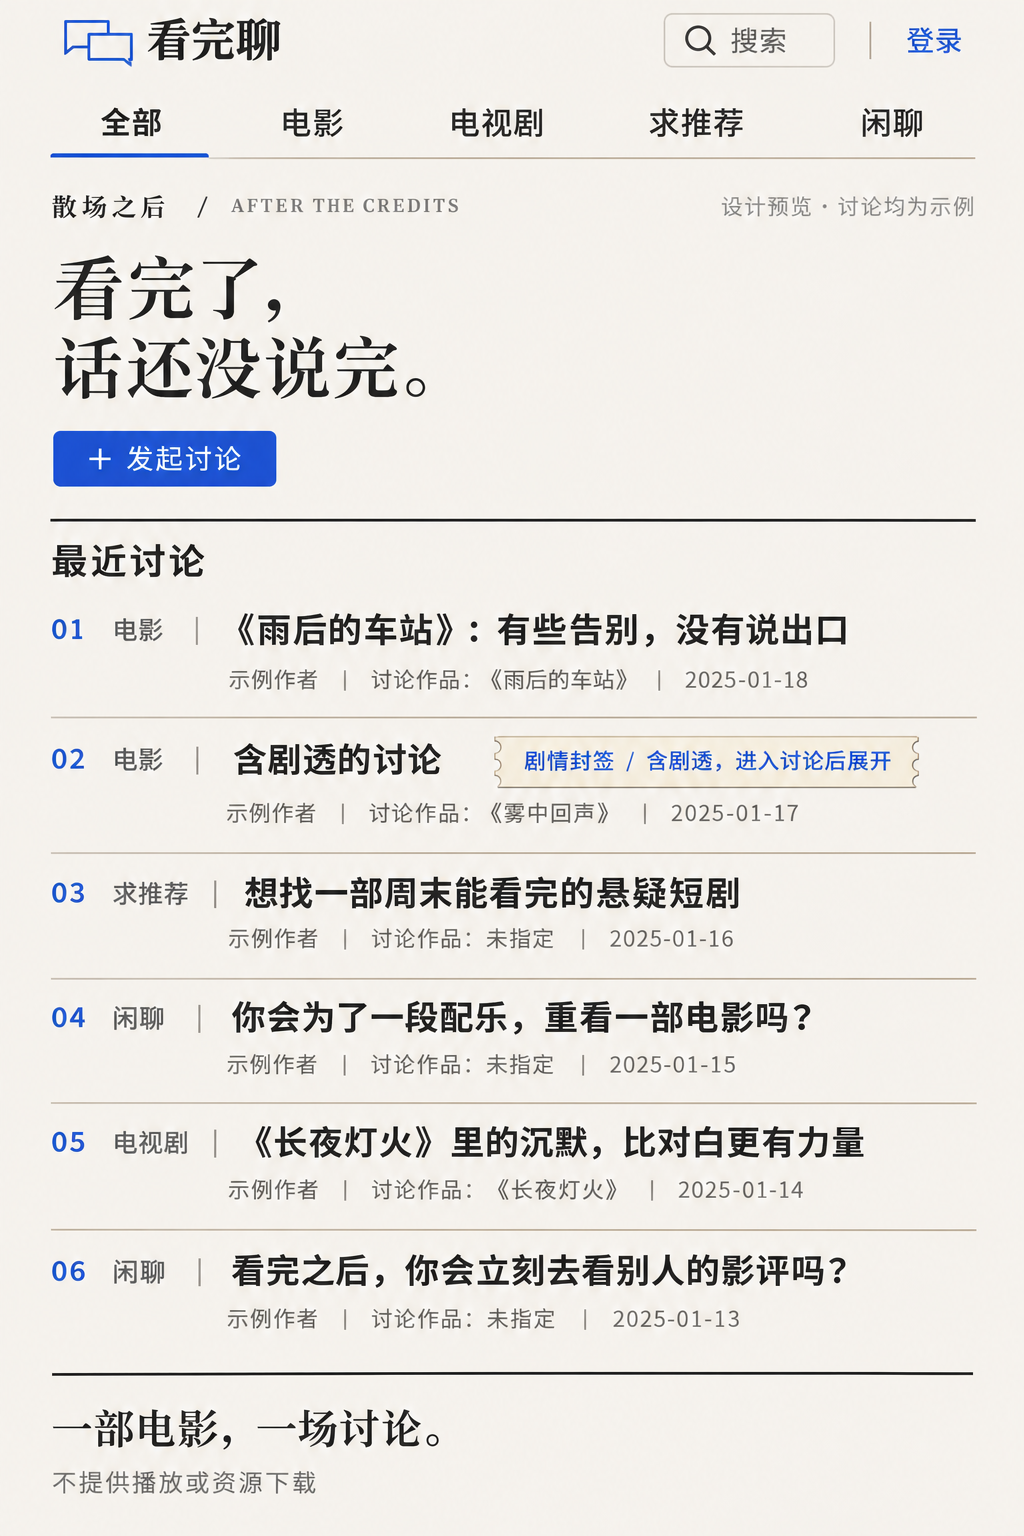 看完聊
搜索 | 登录
全部 电影 电视剧 求推荐 闲聊
散场之后 / AFTER THE CREDITS
设计预览·讨论均为示例
看完了，
话还没说完。
＋ 发起讨论
最近讨论
01 电影 | 《雨后的车站》：有些告别，没有说出口
示例作者 | 讨论作品：《雨后的车站》 | 2025-01-18
02 电影 | 含剧透的讨论 剧情封签 / 含剧透，进入讨论后展开
示例作者 | 讨论作品：《雾中回声》 | 2025-01-17
03 求推荐 | 想找一部周末能看完的悬疑短剧
示例作者 | 讨论作品：未指定 | 2025-01-16
04 闲聊 | 你会为了一段配乐，重看一部电影吗？
示例作者 | 讨论作品：未指定 | 2025-01-15
05 电视剧 | 《长夜灯火》里的沉默，比对白更有力量
示例作者 | 讨论作品：《长夜灯火》 | 2025-01-14
06 闲聊 | 看完之后，你会立刻去看别人的影评吗？
示例作者 | 讨论作品：未指定 | 2025-01-13
一部电影，一场讨论。
不提供播放或资源下载